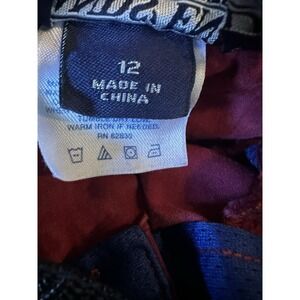 12
MADE IN
CHINA
TUMBLE DRY LOW.
WARM IRON IF NEEDED.
RN 62830